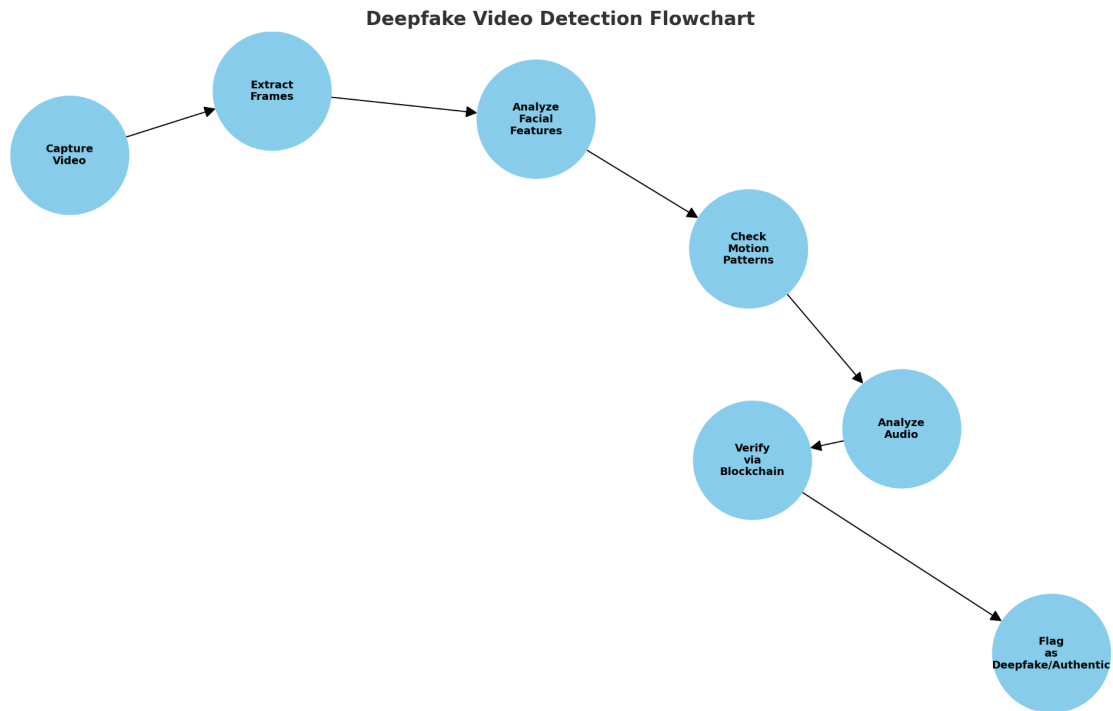 Deepfake Video Detection Flowchart
Capture
Video
Extract
Frames
Analyze
Facial
Features
Check
Motion
Patterns
Analyze
Audio
Verify
via
Blockchain
Flag
as
Deepfake/Authentic